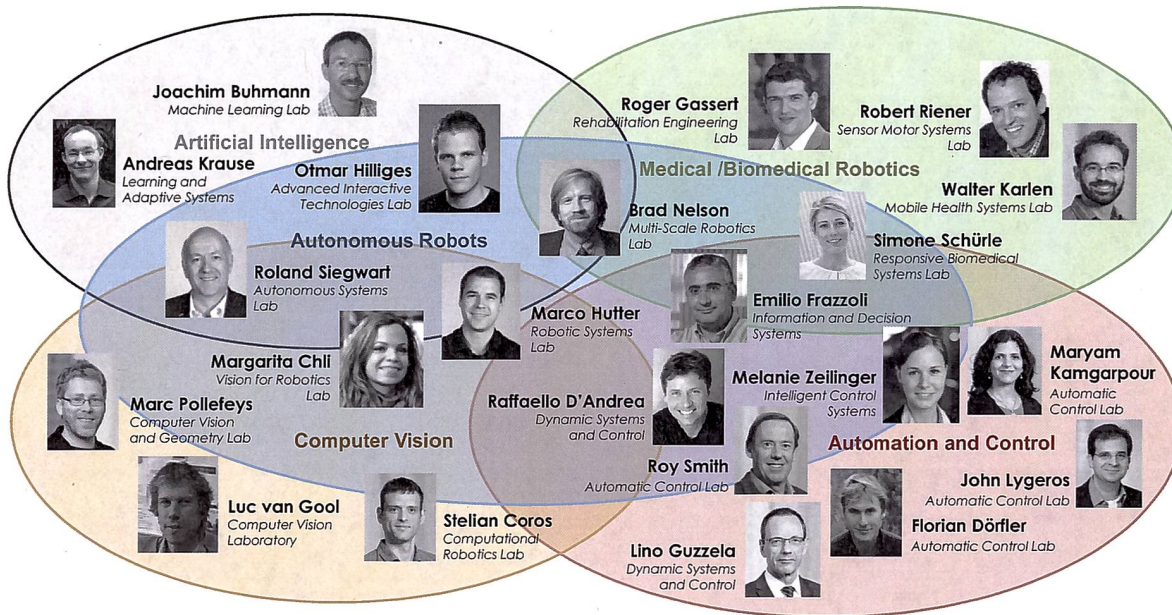 Joachim Buhmann
Machine Learning Lab
Artificial Intelligence
Andreas Krause
Learning and
Adaptive Systems
Otmar Hilliges
Advanced Interactive
Technologies Lab
Roger Gassert
Rehabilitation Engineering
Lab
Robert Riener
Sensor Motor Systems
Lab
Medical /Biomedical Robotics
Walter Karlen
Mobile Health Systems Lab
Brad Nelson
Multi-Scale Robotics
Lab
Simone Schürle
Responsive Biomedical
Systems Lab
Autonomous Robots
Roland Siegwart
Autonomous Systems
Lab
Marco Hutter
Robotic Systems
Lab
Emilio Frazzoli
Information and Decision
Systems
Margarita Chli
Vision for Robotics
Lab
Marc Pollefeys
Computer Vision
and Geometry Lab
Computer Vision
Raffaello D'Andrea
Dynamic Systems
and Control
Melanie Zeilinger
Intelligent Control
Systems
Maryam
Kamgarpour
Automatic
Control Lab
Automation and Control
Roy Smith
Automatic Control Lab
John Lygeros
Automatic Control Lab
Luc van Gool
Computer Vision
Laboratory
Stelian Coros
Computational
Robotics Lab
Florian Dörfler
Automatic Control Lab
Lino Guzzela
Dynamic Systems
and Control